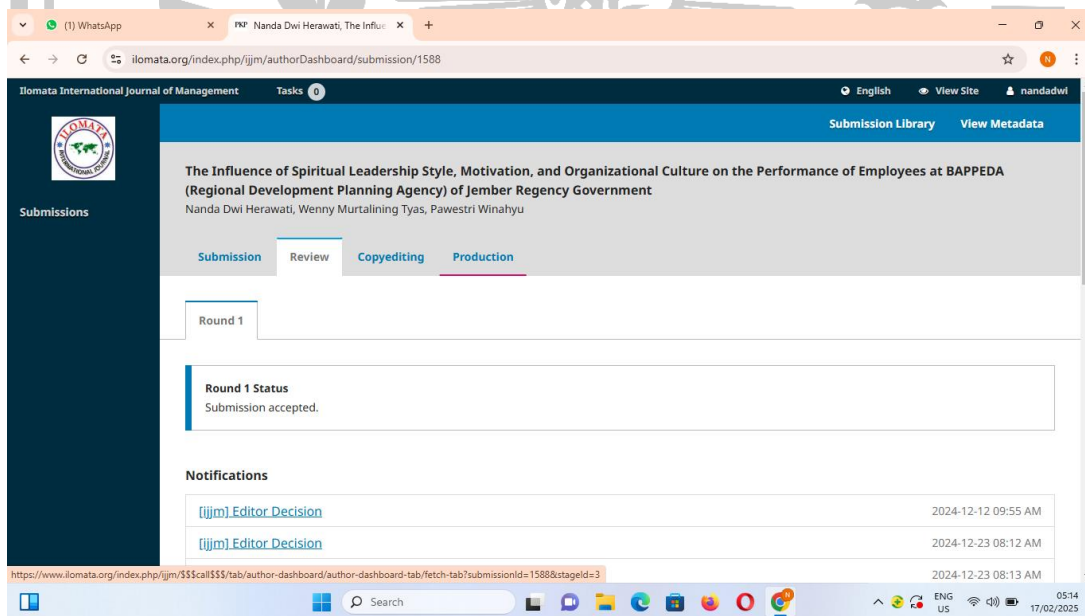 (1) WhatsApp
PKP Nanda Dwi Herawati, The Influe
ilomata.org/index.php/ijjm/authorDashboard/submission/1588
N
Ilomata International Journal of Management
Tasks 0
English
View Site
nandadwi
Submission Library
View Metadata
ILOMATA
INTERNATIONAL JOURNAL
The Influence of Spiritual Leadership Style, Motivation, and Organizational Culture on the Performance of Employees at BAPPEDA
(Regional Development Planning Agency) of Jember Regency Government
Nanda Dwi Herawati, Wenny Murtalining Tyas, Pawestri Winahyu
Submissions
Submission
Review
Copyediting
Production
Round 1
Round 1 Status
Submission accepted.
Notifications
[ijjm] Editor Decision
2024-12-12 09:55 AM
[ijjm] Editor Decision
2024-12-23 08:12 AM
2024-12-23 08:13 AM
https://www.ilomata.org/index.php/ijjm/$$$call$$$/tab/author-dashboard/author-dashboard-tab/fetch-tab?submissionId=1588&stageId=3
Search
ENG
US
05:14
17/02/2025